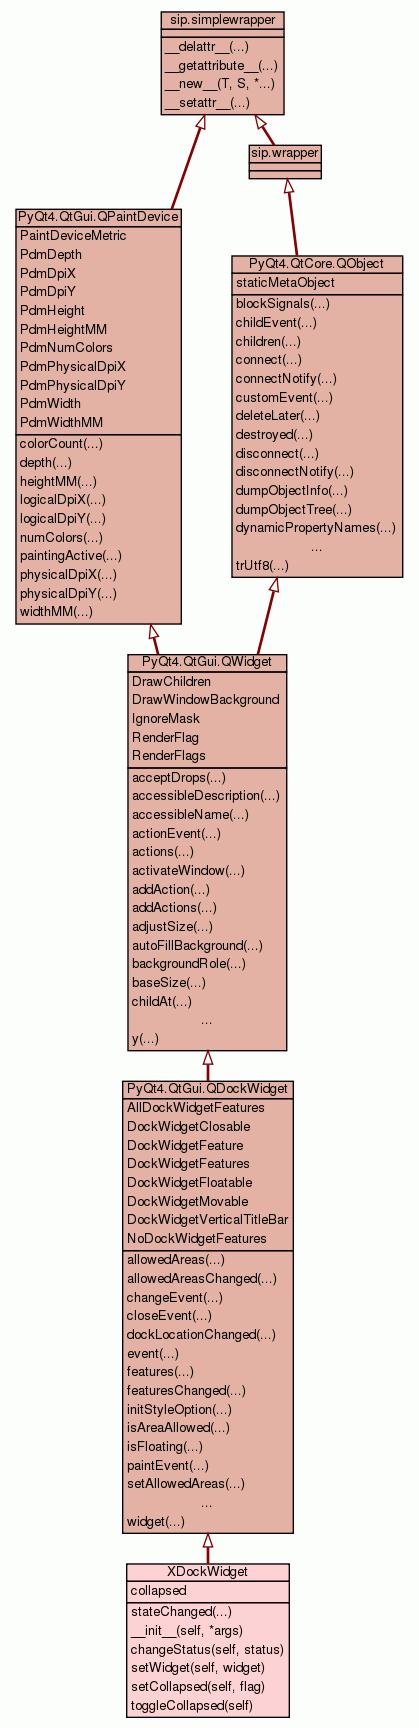 sip.simplewrapper
__delattr__(...)
__getattribute__(...)
__new__(T, S, *...)
__setattr__(...)
sip.wrapper
PyQt4.QtGui.QPaintDevice
PaintDeviceMetric
PdmDepth
PdmDpiX
PdmDpiY
PdmHeight
PdmHeightMM
PdmNumColors
PdmPhysicalDpiX
PdmPhysicalDpiY
PdmWidth
PdmWidthMM
colorCount(...)
depth(...)
heightMM(...)
logicalDpiX(...)
logicalDpiY(...)
numColors(...)
paintingActive(...)
physicalDpiX(...)
physicalDpiY(...)
widthMM(...)
PyQt4.QtCore.QObject
staticMetaObject
blockSignals(...)
childEvent(...)
children(...)
connect(...)
connectNotify(...)
customEvent(...)
deleteLater(...)
destroyed(...)
disconnect(...)
disconnectNotify(...)
dumpObjectInfo(...)
dumpObjectTree(...)
dynamicPropertyNames(...)
...
trUtf8(...)
PyQt4.QtGui.QWidget
DrawChildren
DrawWindowBackground
IgnoreMask
RenderFlag
RenderFlags
acceptDrops(...)
accessibleDescription(...)
accessibleName(...)
actionEvent(...)
actions(...)
activateWindow(...)
addAction(...)
addActions(...)
adjustSize(...)
autoFillBackground(...)
backgroundRole(...)
baseSize(...)
childAt(...)
...
y(...)
PyQt4.QtGui.QDockWidget
AllDockWidgetFeatures
DockWidgetClosable
DockWidgetFeature
DockWidgetFeatures
DockWidgetFloatable
DockWidgetMovable
DockWidgetVerticalTitleBar
NoDockWidgetFeatures
allowedAreas(...)
allowedAreasChanged(...)
changeEvent(...)
closeEvent(...)
dockLocationChanged(...)
event(...)
features(...)
featuresChanged(...)
initStyleOption(...)
isAreaAllowed(...)
isFloating(...)
paintEvent(...)
setAllowedAreas(...)
...
widget(...)
XDockWidget
collapsed
stateChanged(...)
__init__(self, *args)
changeStatus(self, status)
setWidget(self, widget)
setCollapsed(self, flag)
toggleCollapsed(self)